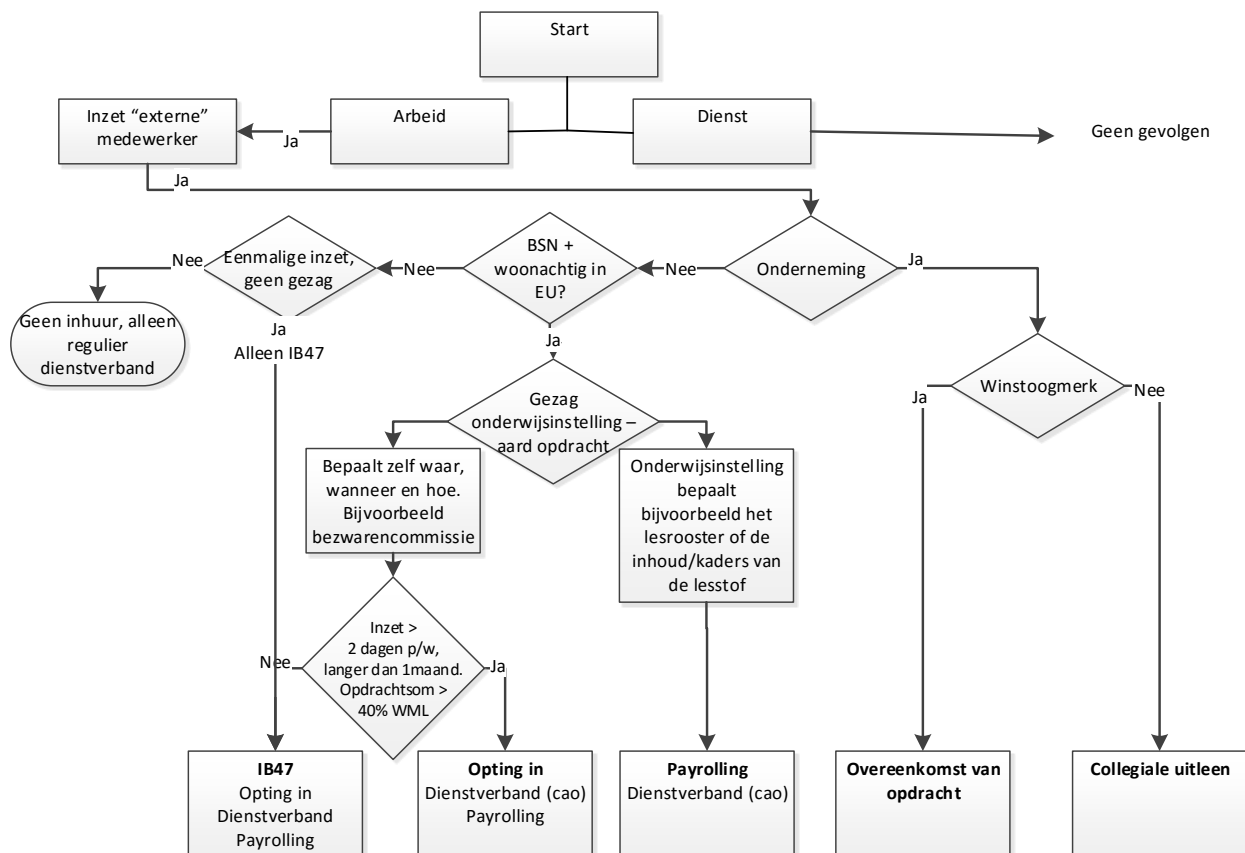 Start
Inzet “externe”
medewerker
Ja
Arbeid
Dienst
Geen gevolgen
Ja
Nee
Eenmalige inzet,
geen gezag
Nee
BSN +
woonachtig in
EU?
Nee
Onderneming
Ja
Geen inhuur, alleen
regulier
dienstverband
Ja
Alleen IB47
Ja
Gezag
onderwijsinstelling –
aard opdracht
Ja
Winstoogmerk
Nee
Bepaalt zelf waar,
wanneer en hoe.
Bijvoorbeeld
bezwarencommissie
Onderwijsinstelling
bepaalt
bijvoorbeeld het
lesrooster of de
inhoud/kaders van
de lesstof
Nee
Inzet >
2 dagen p/w,
langer dan 1maand.
Opdrachtsom >
40% WML
Ja
IB47
Opting in
Dienstverband
Payrolling
Opting in
Dienstverband (cao)
Payrolling
Payrolling
Dienstverband (cao)
Overeenkomst van
opdracht
Collegiale uitleen